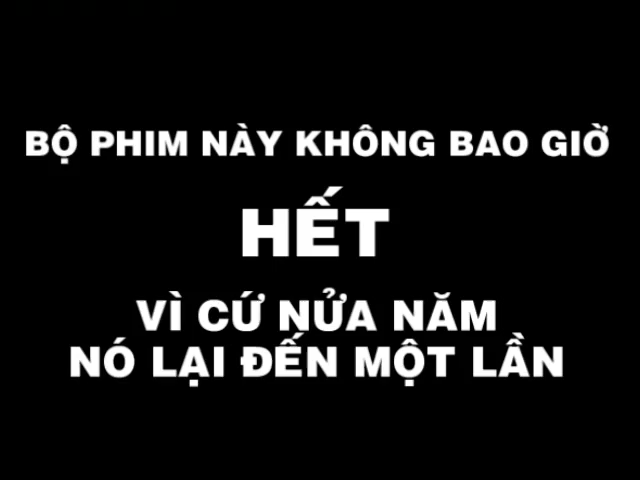 BỘ PHIM NÀY KHÔNG BAO GIỜ
HẾT
VÌ CỨ NỬA NĂM
NÓ LẠI ĐẾN MỘT LẦN